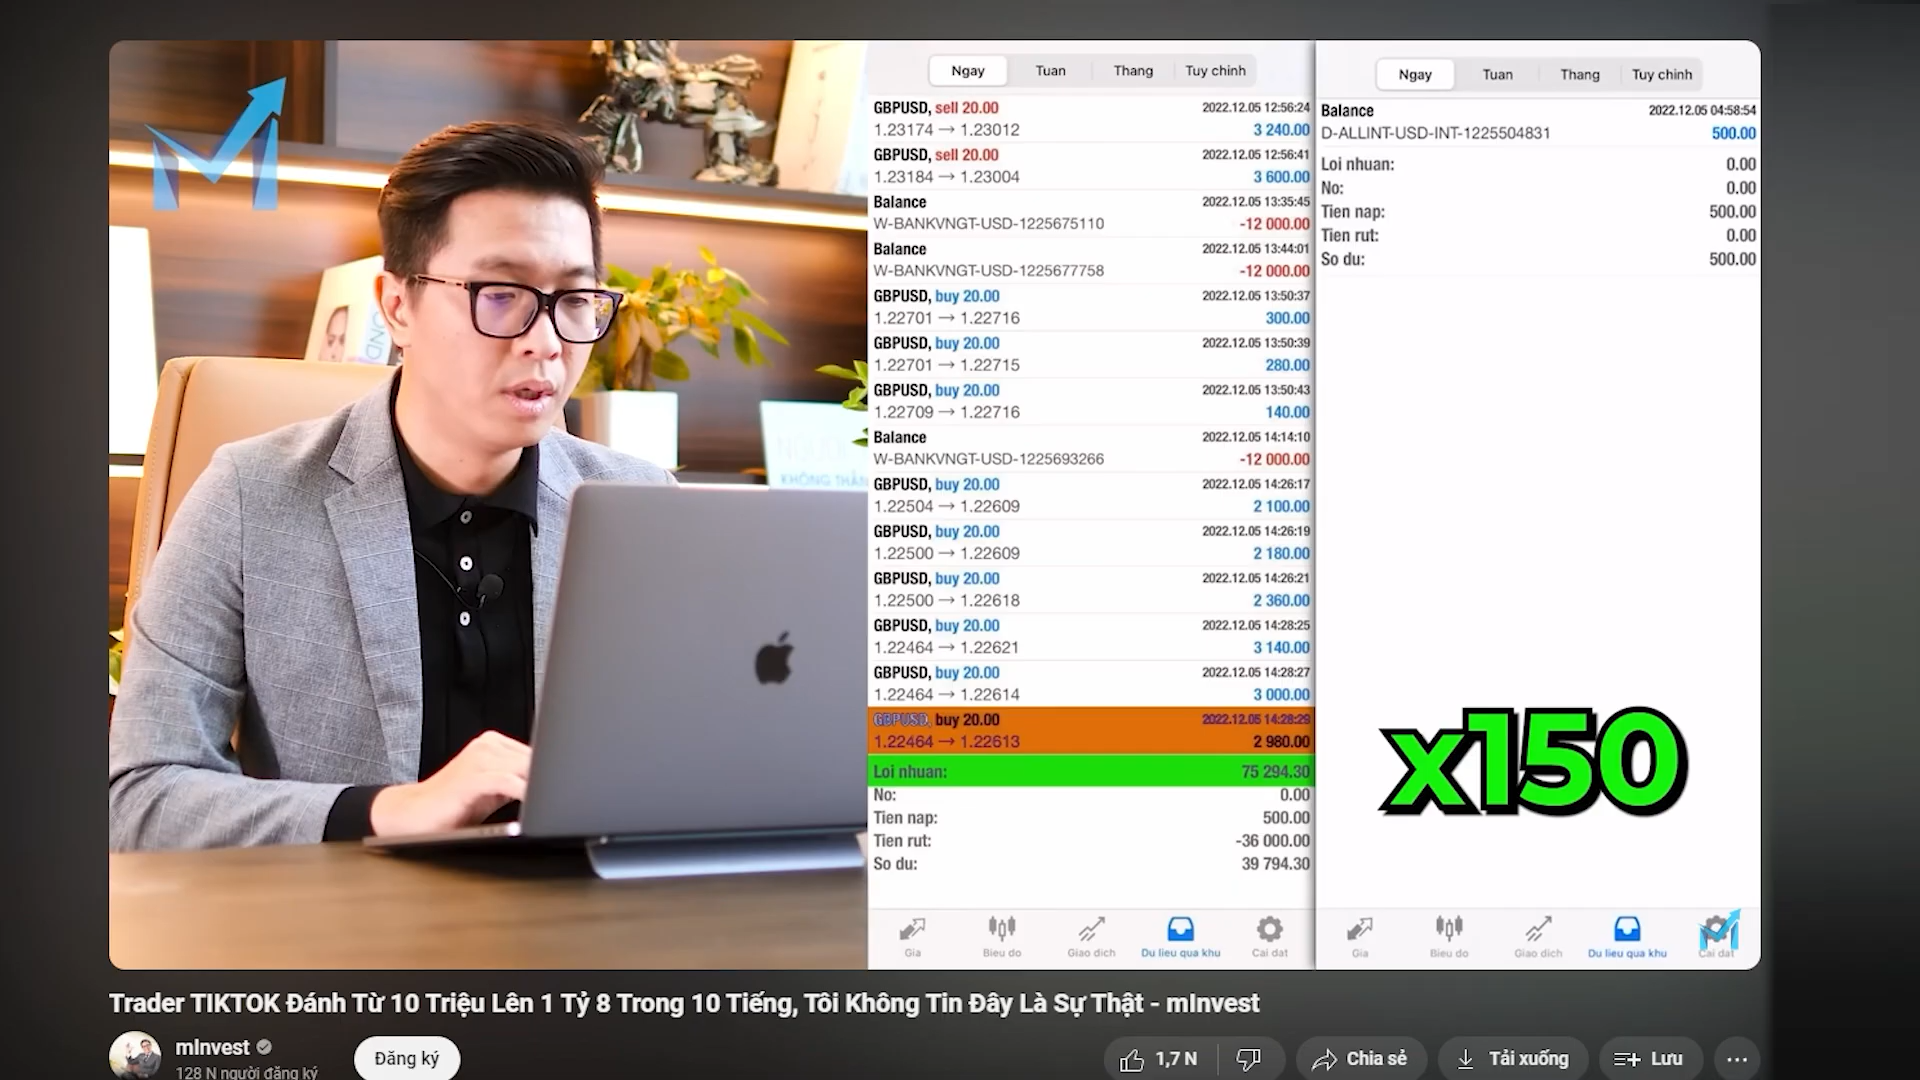 Ngay Tuan Thang Tuy chinh
GBPUSD, sell 20.00 2022.12.05 12:56:24
1.23174 → 1.23012 3 240.00
GBPUSD, sell 20.00 2022.12.05 12:56:41
1.23184 → 1.23004 3 600.00
Balance 2022.12.05 13:35:45
W-BANKVNGT-USD-1225675110 -12 000.00
Balance 2022.12.05 13:44:01
W-BANKVNGT-USD-1225677758 -12 000.00
GBPUSD, buy 20.00 2022.12.05 13:50:37
1.22701 → 1.22716 300.00
GBPUSD, buy 20.00 2022.12.05 13:50:39
1.22701 → 1.22715 280.00
GBPUSD, buy 20.00 2022.12.05 13:50:43
1.22709 → 1.22716 140.00
Balance 2022.12.05 14:14:10
W-BANKVNGT-USD-1225693266 -12 000.00
GBPUSD, buy 20.00 2022.12.05 14:26:17
1.22504 → 1.22609 2 100.00
GBPUSD, buy 20.00 2022.12.05 14:26:19
1.22500 → 1.22609 2 180.00
GBPUSD, buy 20.00 2022.12.05 14:26:21
1.22500 → 1.22618 2 360.00
GBPUSD, buy 20.00 2022.12.05 14:28:25
1.22464 → 1.22621 3 140.00
GBPUSD, buy 20.00 2022.12.05 14:28:27
1.22464 → 1.22614 3 000.00
GBPUSD, buy 20.00 2022.12.05 14:28:29
1.22464 → 1.22613 2 980.00
Loi nhuan: 75 294.30
No: 0.00
Tien nap: 500.00
Tien rut: -36 000.00
So du: 39 794.30
Gia Bieu do Giao dich Du lieu qua khu Cai dat
Ngay Tuan Thang Tuy chinh
Balance 2022.12.05 04:58:54
D-ALLINT-USD-INT-1225504831 500.00
Loi nhuan: 0.00
No: 0.00
Tien nap: 500.00
Tien rut: 0.00
So du: 500.00
x150
Gia Bieu do Giao dich Du lieu qua khu Cai dat
Trader TIKTOK Đánh Từ 10 Triệu Lên 1 Tỷ 8 Trong 10 Tiếng, Tôi Không Tin Đây Là Sự Thật - mInvest
mInvest
128 N người đăng ký
Đăng ký
1,7 N
Chia sẻ
Tải xuống
Lưu